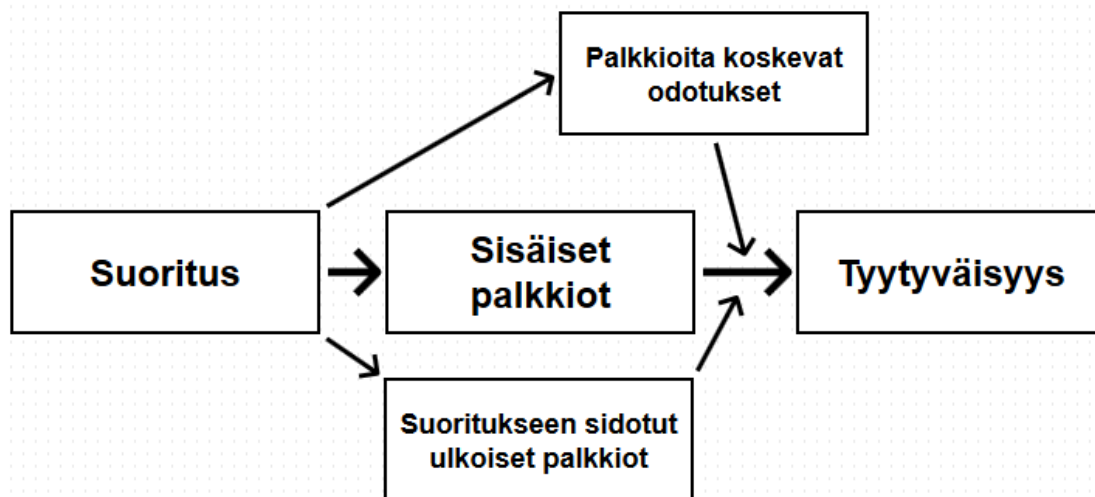 Palkkioita koskevat
odotukset
Suoritus
Sisäiset
palkkiot
Tyytyväisyys
Suoritukseen sidotut
ulkoiset palkkiot